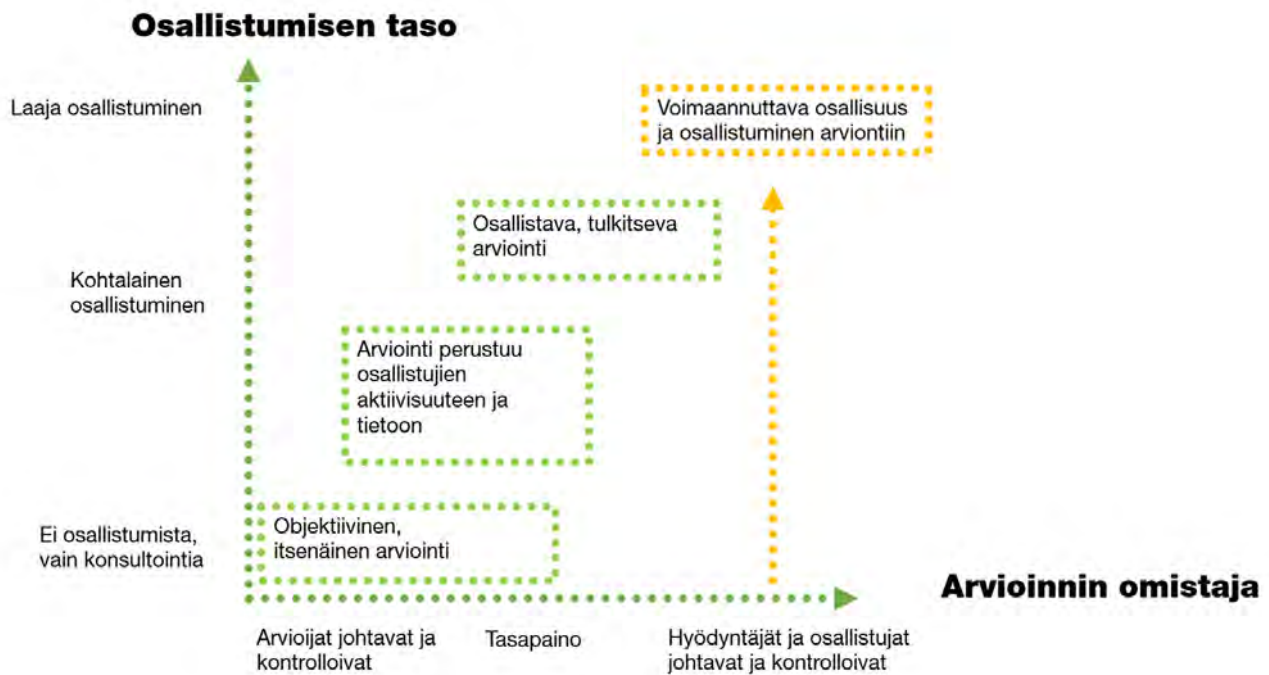 Osallistumisen taso
Laaja osallistuminen
Voimaannuttava osallisuus
ja osallistuminen arviontiin
Osallistava, tulkitseva
arviointi
Kohtalainen
osallistuminen
Arviointi perustuu
osallistujien
aktiivisuuteen ja
tietoon
Ei osallistumista,
vain konsultointia
Objektiivinen,
itsenäinen arviointi
Arvioinnin omistaja
Arvioijat johtavat ja
kontrolloivat
Tasapaino
Hyödyntäjät ja osallistujat
johtavat ja kontrolloivat